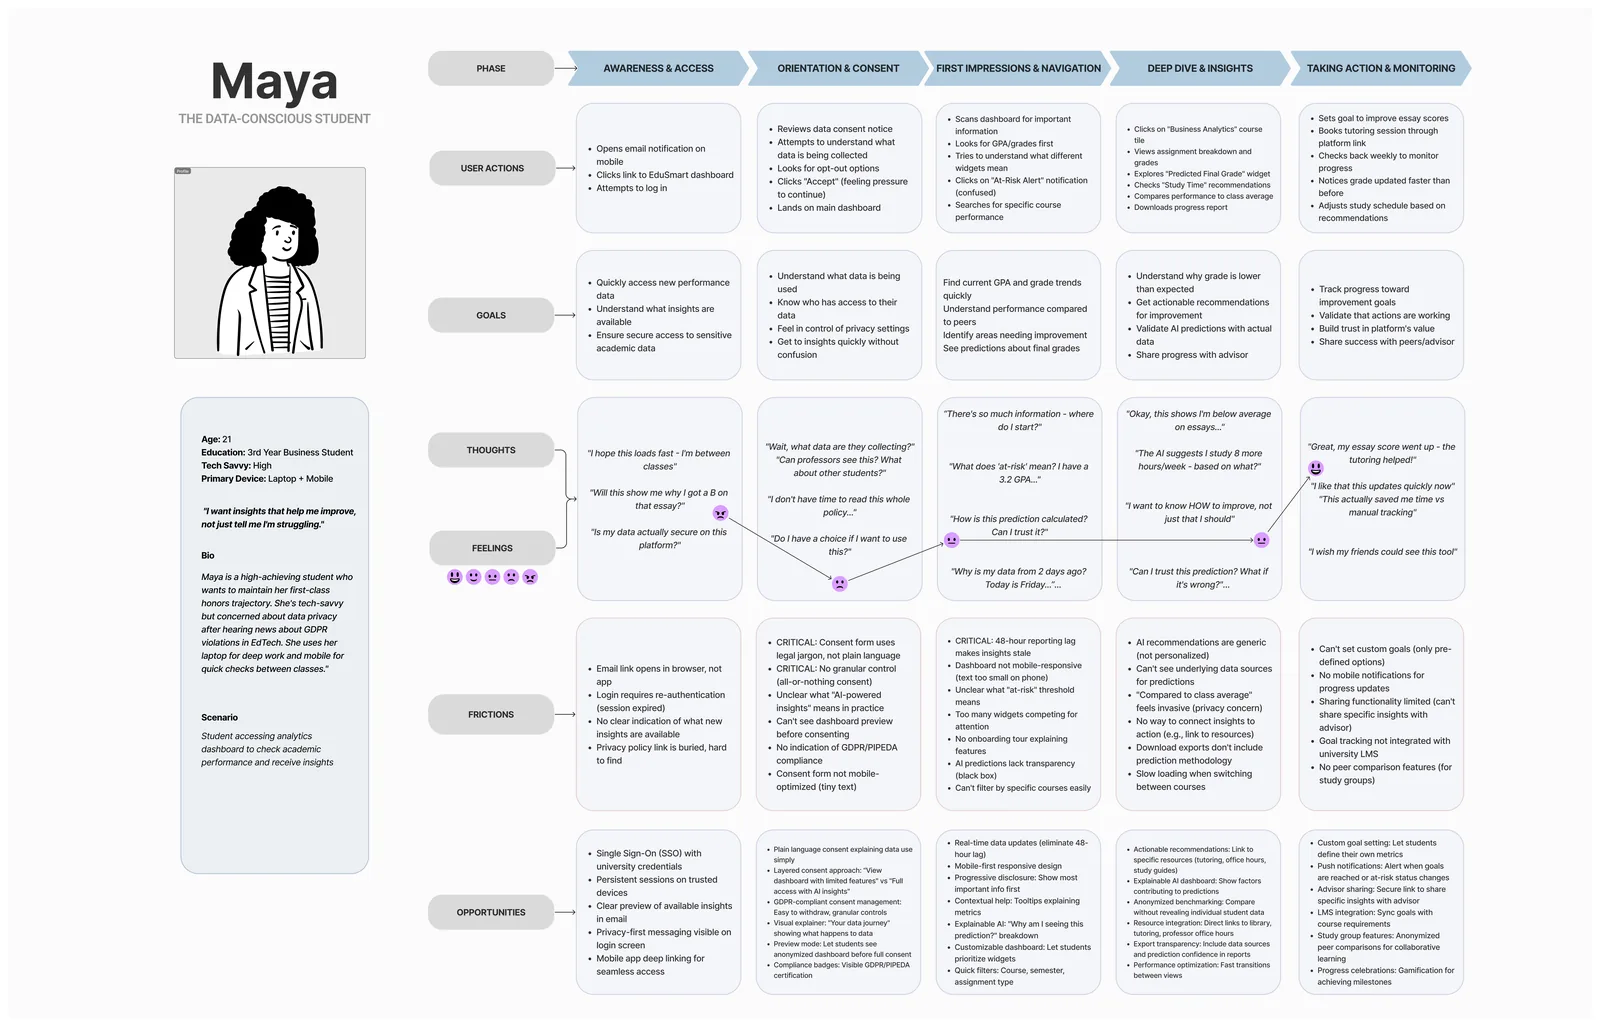 Maya
THE DATA-CONSCIOUS STUDENT
Profile
Age: 21
Education: 3rd Year Business Student
Tech Savvy: High
Primary Device: Laptop + Mobile
"I want insights that help me improve,
not just tell me I'm struggling."
Bio
Maya is a high-achieving student who
wants to maintain her first-class
honors trajectory. She's tech-savvy
but concerned about data privacy
after hearing news about GDPR
violations in EdTech. She uses her
laptop for deep work and mobile for
quick checks between classes."
Scenario
Student accessing analytics
dashboard to check academic
performance and receive insights
PHASE
AWARENESS & ACCESS
ORIENTATION & CONSENT
FIRST IMPRESSIONS & NAVIGATION
DEEP DIVE & INSIGHTS
TAKING ACTION & MONITORING
USER ACTIONS
• Opens email notification on
mobile
• Clicks link to EduSmart dashboard
• Attempts to log in
• Reviews data consent notice
• Attempts to understand what
data is being collected
• Looks for opt-out options
• Clicks "Accept" (feeling pressure
to continue)
• Lands on main dashboard
• Scans dashboard for important
information
• Looks for GPA/grades first
• Tries to understand what different
widgets mean
• Clicks on "At-Risk Alert" notification
(confused)
• Searches for specific course
performance
• Clicks on "Business Analytics" course
tile
• Views assignment breakdown and
grades
• Explores "Predicted Final Grade" widget
• Checks "Study Time" recommendations
• Compares performance to class average
• Downloads progress report
• Sets goal to improve essay scores
• Books tutoring session through
platform link
• Checks back weekly to monitor
progress
• Notices grade updated faster than
before
• Adjusts study schedule based on
recommendations
GOALS
• Quickly access new performance
data
• Understand what insights are
available
• Ensure secure access to sensitive
academic data
• Understand what data is being
used
• Know who has access to their
data
• Feel in control of privacy settings
• Get to insights quickly without
confusion
Find current GPA and grade trends
quickly
Understand performance compared
to peers
Identify areas needing improvement
See predictions about final grades
• Understand why grade is lower
than expected
• Get actionable recommendations
for improvement
• Validate AI predictions with actual
data
• Share progress with advisor
• Track progress toward
improvement goals
• Validate that actions are working
• Build trust in platform's value
• Share success with peers/advisor
THOUGHTS
FEELINGS
"I hope this loads fast - I'm between
classes"
"Will this show me why I got a B on
that essay?"
"Is my data actually secure on this
platform?"
"Wait, what data are they collecting?"
"Can professors see this? What
about other students?"
"I don't have time to read this whole
policy..."
"Do I have a choice if I want to use
this?"
"There's so much information - where
do I start?"
"What does 'at-risk' mean? I have a
3.2 GPA..."
"How is this prediction calculated?
Can I trust it?"
"Why is my data from 2 days ago?
Today is Friday..."...
"Okay, this shows I'm below average
on essays..."
"The AI suggests I study 8 more
hours/week - based on what?"
"I want to know HOW to improve, not
just that I should"
"Can I trust this prediction? What if
it's wrong?"...
"Great, my essay score went up - the
tutoring helped!"
"I like that this updates quickly now"
"This actually saved me time vs
manual tracking"
"I wish my friends could see this too!"
FRICTIONS
• Email link opens in browser, not
app
• Login requires re-authentication
(session expired)
• No clear indication of what new
insights are available
• Privacy policy link is buried, hard
to find
• CRITICAL: Consent form uses
legal jargon, not plain language
• CRITICAL: No granular control
(all-or-nothing consent)
• Unclear what "AI-powered
insights" means in practice
• Can't see dashboard preview
before consenting
• No indication of GDPR/PIPEDA
compliance
• Consent form not mobile-
optimized (tiny text)
• CRITICAL: 48-hour reporting lag
makes insights stale
• Dashboard not mobile-responsive
(text too small on phone)
• Unclear what "at-risk" threshold
means
• Too many widgets competing for
attention
• No onboarding tour explaining
features
• AI predictions lack transparency
(black box)
• Can't filter by specific courses easily
• AI recommendations are generic
(not personalized)
• Can't see underlying data sources
for predictions
• "Compared to class average"
feels invasive (privacy concern)
• No way to connect insights to
action (e.g., link to resources)
• Download exports don't include
prediction methodology
• Slow loading when switching
between courses
• Can't set custom goals (only pre-
defined options)
• No mobile notifications for
progress updates
• Sharing functionality limited (can't
share specific insights with
advisor)
• Goal tracking not integrated with
university LMS
• No peer comparison features (for
study groups)
OPPORTUNITIES
• Single Sign-On (SSO) with
university credentials
• Persistent sessions on trusted
devices
• Clear preview of available insights
in email
• Privacy-first messaging visible on
login screen
• Mobile app deep linking for
seamless access
• Plain language consent explaining data use
simply
• Layered consent approach: "View
dashboard with limited features" vs "Full
access with AI insights"
• GDPR-compliant consent management:
Easy to withdraw, granular controls
• Visual explainer: "Your data journey"
showing what happens to data
• Preview mode: Let students see
anonymized dashboard before full consent
• Compliance badges: Visible GDPR/PIPEDA
certification
• Real-time data updates (eliminate 48-
hour lag)
• Mobile-first responsive design
• Progressive disclosure: Show most
important info first
• Contextual help: Tooltips explaining
metrics
• Explainable AI: "Why am I seeing this
prediction?" breakdown
• Customizable dashboard: Let students
prioritize widgets
• Quick filters: Course, semester,
assignment type
• Actionable recommendations: Link to
specific resources (tutoring, office hours,
study guides)
• Explainable AI dashboard: Show factors
contributing to predictions
• Anonymized benchmarking: Compare
without revealing individual student data
• Resource integration: Direct links to library,
tutoring, professor office hours
• Export transparency: Include data sources
and prediction confidence in reports
• Performance optimization: Fast transitions
between views
• Custom goal setting: Let students
define their own metrics
• Push notifications: Alert when goals
are reached or at-risk status changes
• Advisor sharing: Secure link to share
specific insights with advisor
• LMS integration: Sync goals with
course requirements
• Study group features: Anonymized
peer comparisons for collaborative
learning
• Progress celebrations: Gamification for
achieving milestones